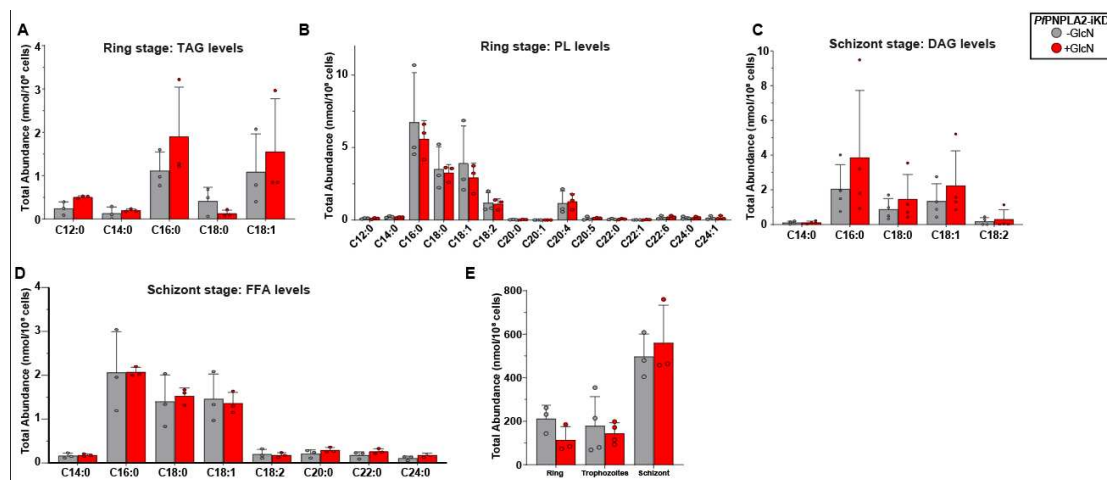 A
Ring stage: TAG levels
Total Abundance (nmol/10⁸ cells)
4
3
2
1
0
C12:0 C14:0 C16:0 C18:0 C18:1
B
Ring stage: PL levels
Total Abundance (nmol/10⁸ cells)
10
5
0
C12:0 C14:0 C16:0 C18:0 C18:1 C18:2 C20:0 C20:1 C20:4 C20:5 C22:0 C22:1 C22:6 C24:0 C24:1
C
Schizont stage: DAG levels
Total Abundance (nmol/10⁸ cells)
10
8
6
4
2
0
C14:0 C16:0 C18:0 C18:1 C18:2
PfPNPLA2-iKD
-GlcN
+GlcN
D
Schizont stage: FFA levels
Total Abundance (nmol/10⁸ cells)
4
3
2
1
0
C14:0 C16:0 C18:0 C18:1 C18:2 C20:0 C22:0 C24:0
E
Total Abundance (nmol/10⁸ cells)
800
600
400
200
0
Ring Trophozoites Schizont